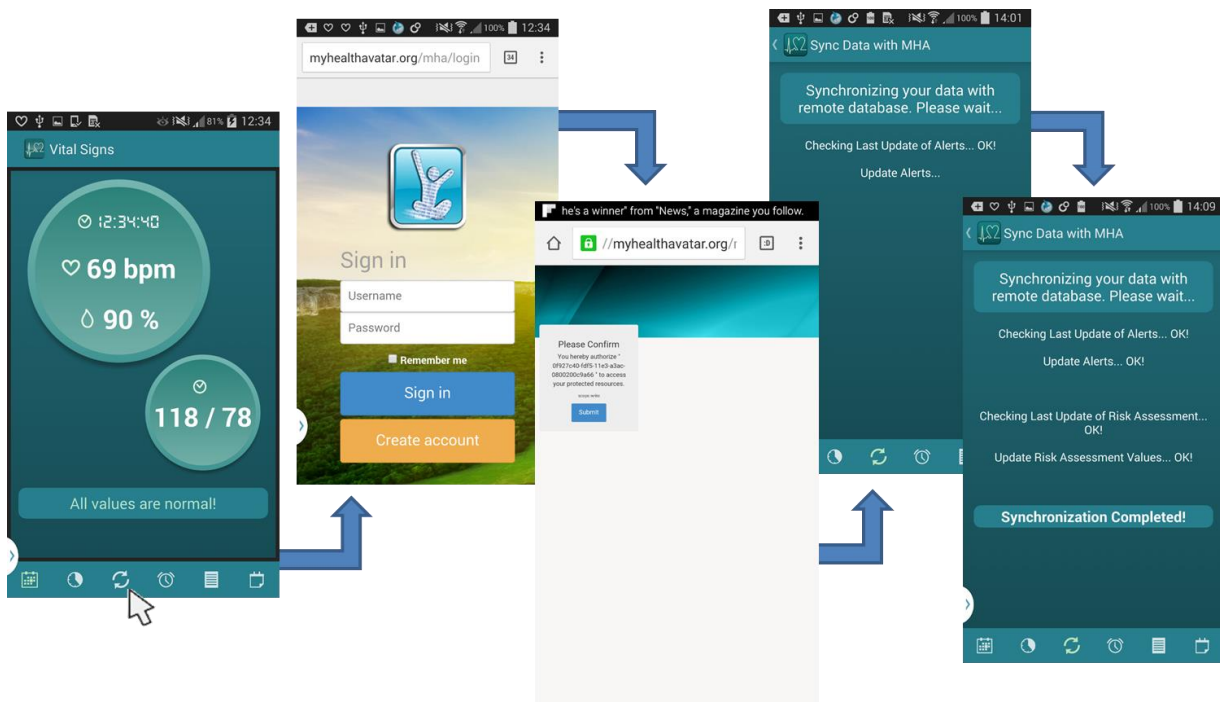 81% 12:34
Vital Signs
12:34:40
69 bpm
90 %
118 / 78
All values are normal!
100% 12:34
myhealthavatar.org/mha/login
34
Sign in
Username
Password
Remember me
Sign in
Create account
he's a winner" from "News," a magazine you follow.
//myhealthavatar.org/r
:D
Please Confirm
You hereby authorize "
0f927c40-fdf5-11e3-a3ac-
0800200c9a66 " to access
your protected resources.
Submit
100% 14:01
Sync Data with MHA
Synchronizing your data with
remote database. Please wait...
Checking Last Update of Alerts... OK!
Update Alerts...
100% 14:09
Sync Data with MHA
Synchronizing your data with
remote database. Please wait...
Checking Last Update of Alerts... OK!
Update Alerts... OK!
Checking Last Update of Risk Assessment...
OK!
Update Risk Assessment Values... OK!
Synchronization Completed!